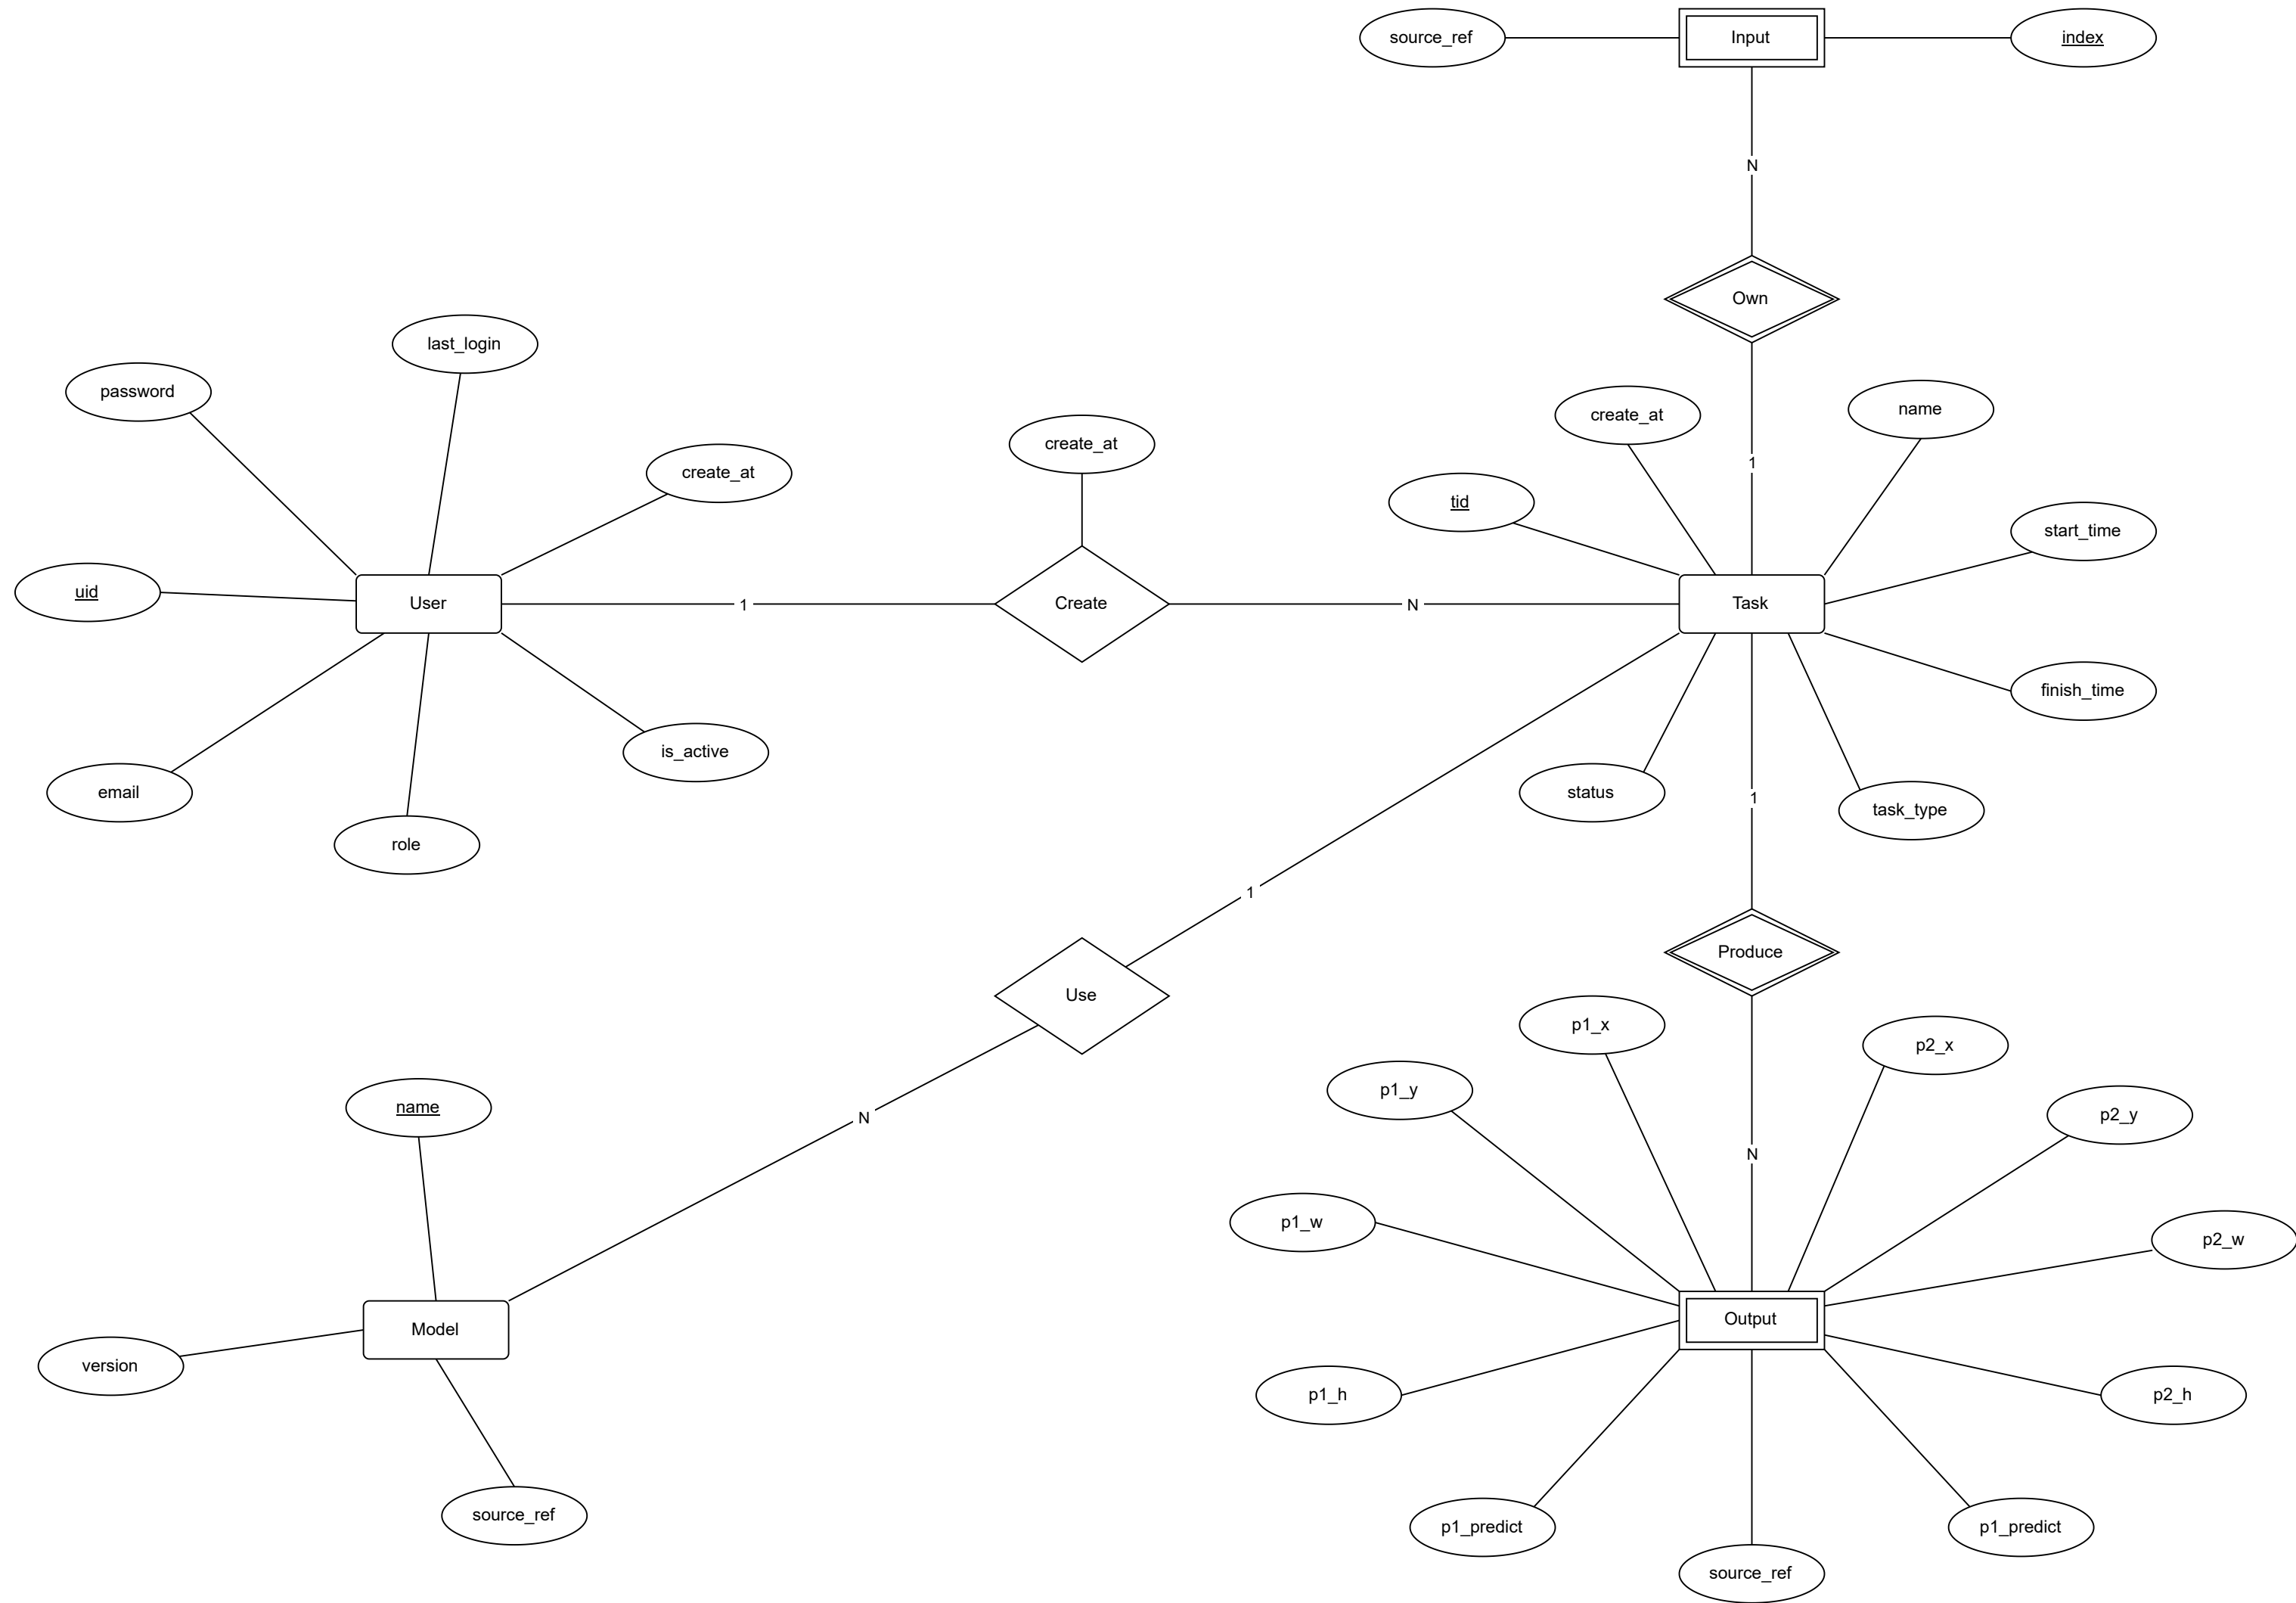 source_ref
Input
index
N
Own
last_login
password
create_at
name
create_at
create_at
1
tid
start_time
uid
User
1
Create
N
Task
finish_time
is_active
email
status
1
task_type
role
1
Produce
Use
p1_x
p2_x
p1_y
name
N
p2_y
N
p1_w
p2_w
Model
Output
version
p1_h
p2_h
source_ref
p1_predict
p1_predict
source_ref